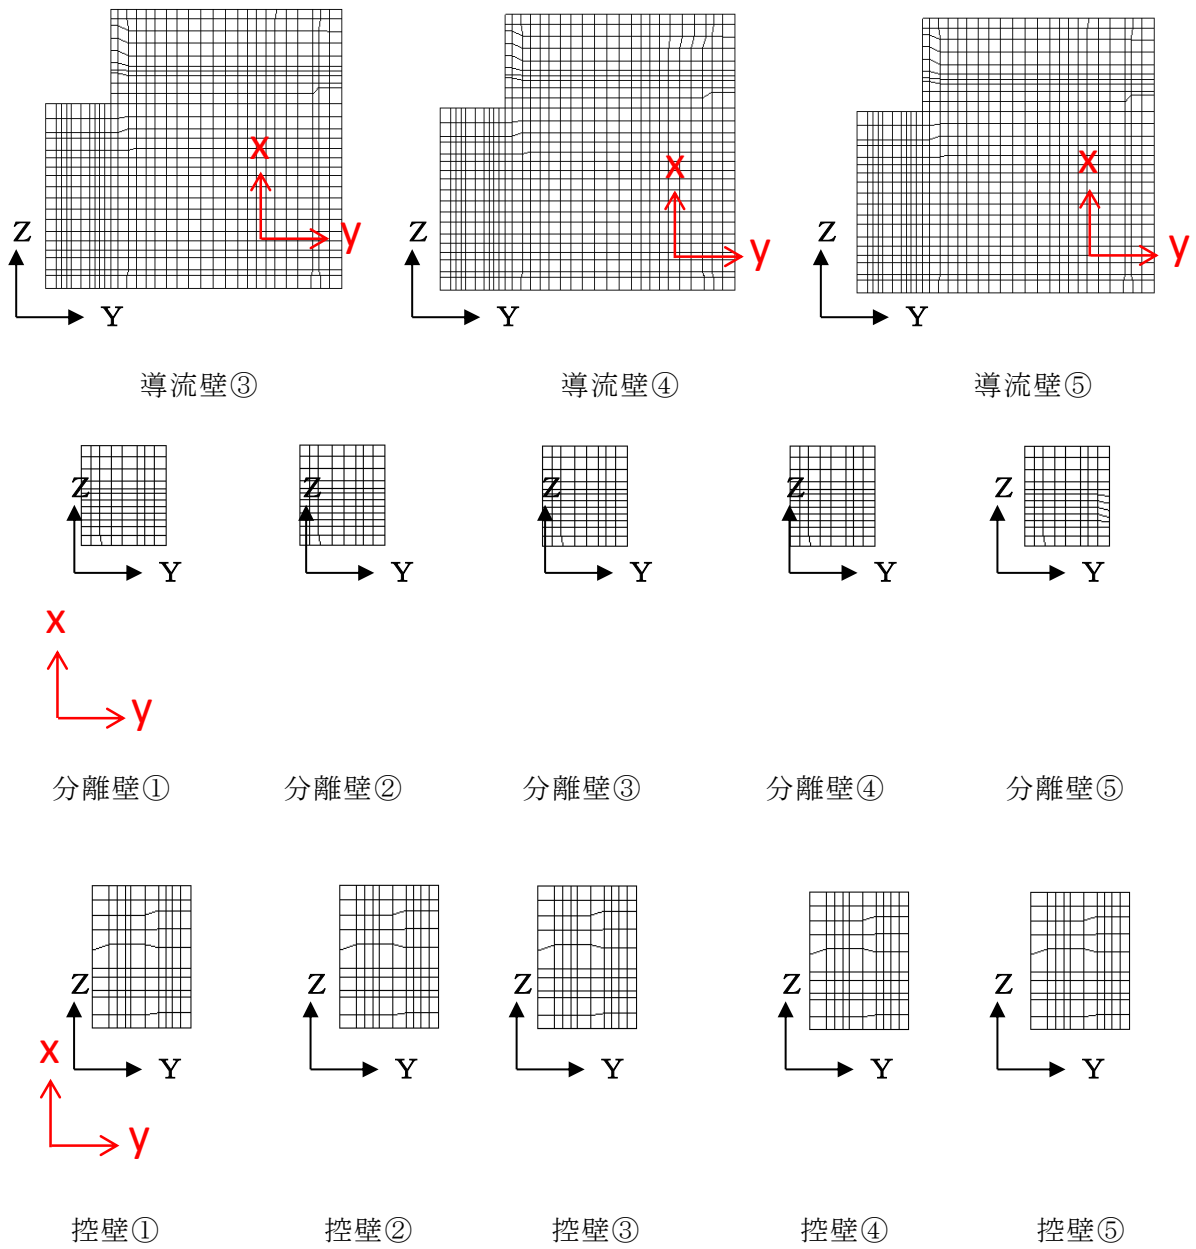 x x x
Z y Z y Z y
Y Y Y
導流壁③ 導流壁④ 導流壁⑤
Z Z Z Z Z
Y Y Y Y Y
x
y
分離壁① 分離壁② 分離壁③ 分離壁④ 分離壁⑤
Z Z Z Z Z
x Y Y Y Y Y
y
控壁① 控壁② 控壁③ 控壁④ 控壁⑤